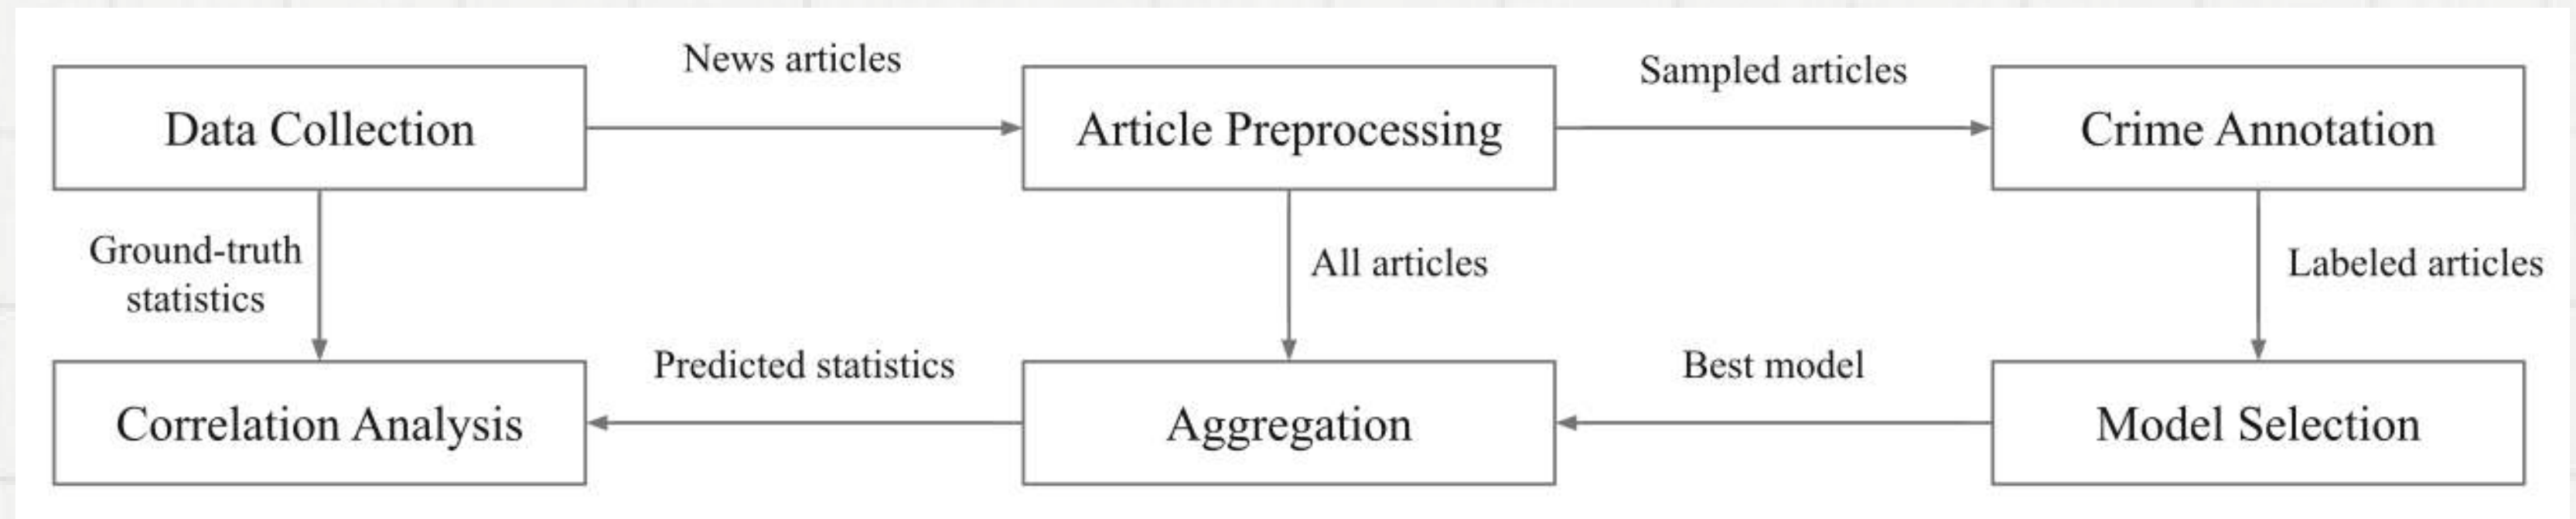 News articles
Sampled articles
Data Collection
Article Preprocessing
Crime Annotation
Ground-truth
statistics
All articles
Labeled articles
Predicted statistics
Best model
Correlation Analysis
Aggregation
Model Selection